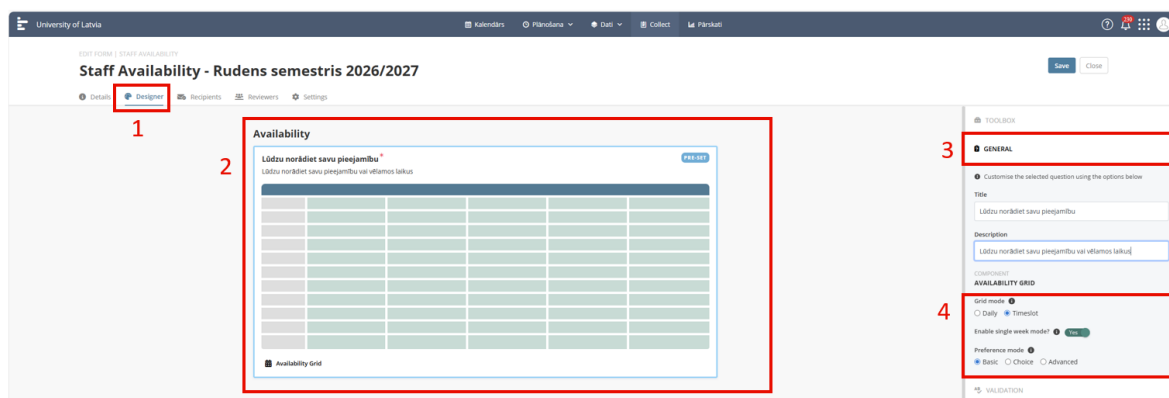 University of Latvia
Kalendārs
Plānošana
Dati
Collect
Pārskati
230
EDIT FORM | STAFF AVAILABILITY
Staff Availability - Rudens semestris 2026/2027
Save
Close
Details
Designer
Recipients
Reviewers
Settings
1
2
Availability
Lūdzu norādiet savu pieejamību *
PRE-SET
Lūdzu norādiet savu pieejamību vai vēlamos laikus
Availability Grid
TOOLBOX
3
GENERAL
Customise the selected question using the options below
Title
Lūdzu norādiet savu pieejamību
Description
Lūdzu norādiet savu pieejamību vai vēlamos laikus
COMPONENT
AVAILABILITY GRID
4
Grid mode
Daily Timeslot
Enable single week mode? Yes
Preference mode
Basic Choice Advanced
VALIDATION